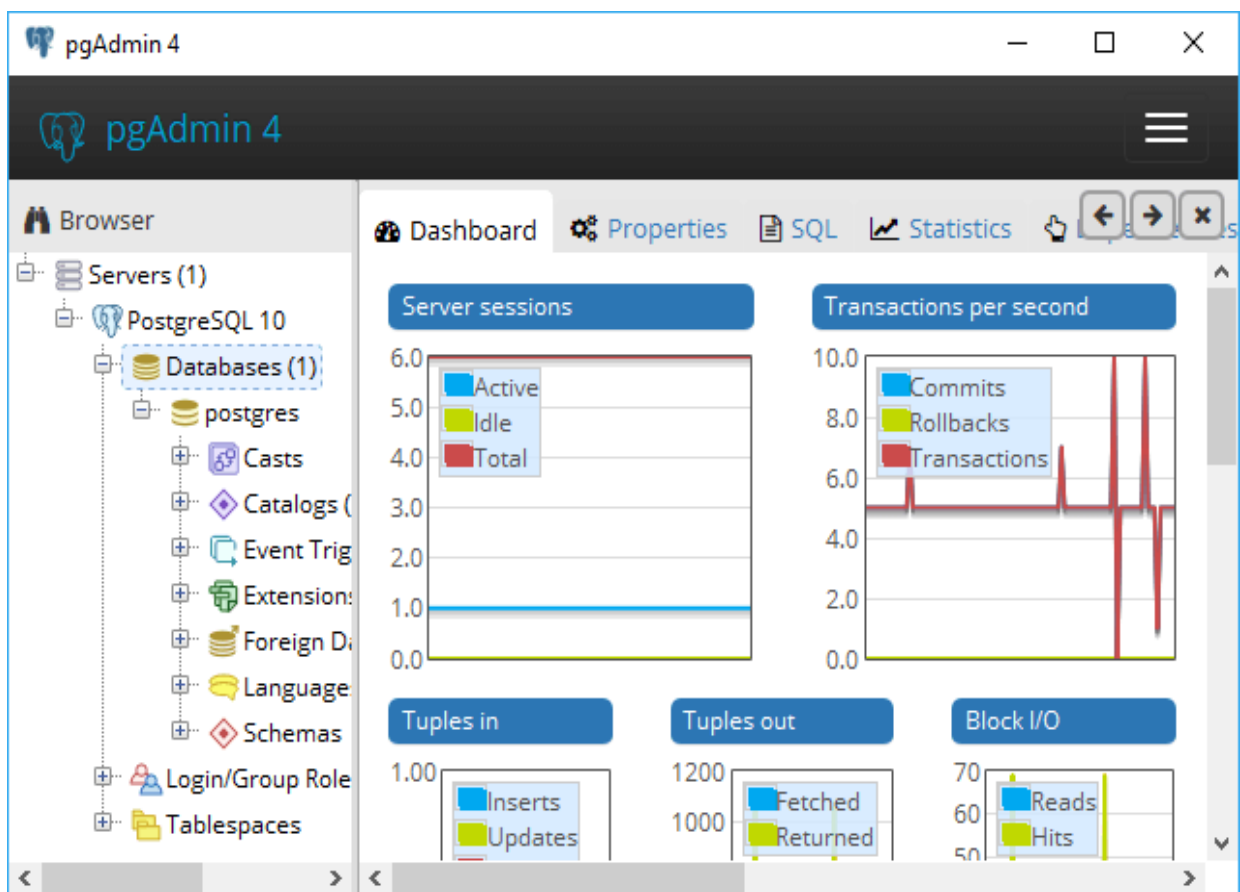 pgAdmin 4
pgAdmin 4
Browser
Servers (1)
PostgreSQL 10
Databases (1)
postgres
Casts
Catalogs (
Event Trig
Extensions
Foreign Da
Languages
Schemas
Login/Group Role
Tablespaces
Dashboard Properties SQL Statistics
Server sessions
6.0
5.0
4.0
3.0
2.0
1.0
0.0
Active
Idle
Total
Transactions per second
10.0
8.0
6.0
4.0
2.0
0.0
Commits
Rollbacks
Transactions
Tuples in
1.00
Inserts
Updates
Tuples out
1200
1000
Fetched
Returned
Block I/O
70
60
50
Reads
Hits